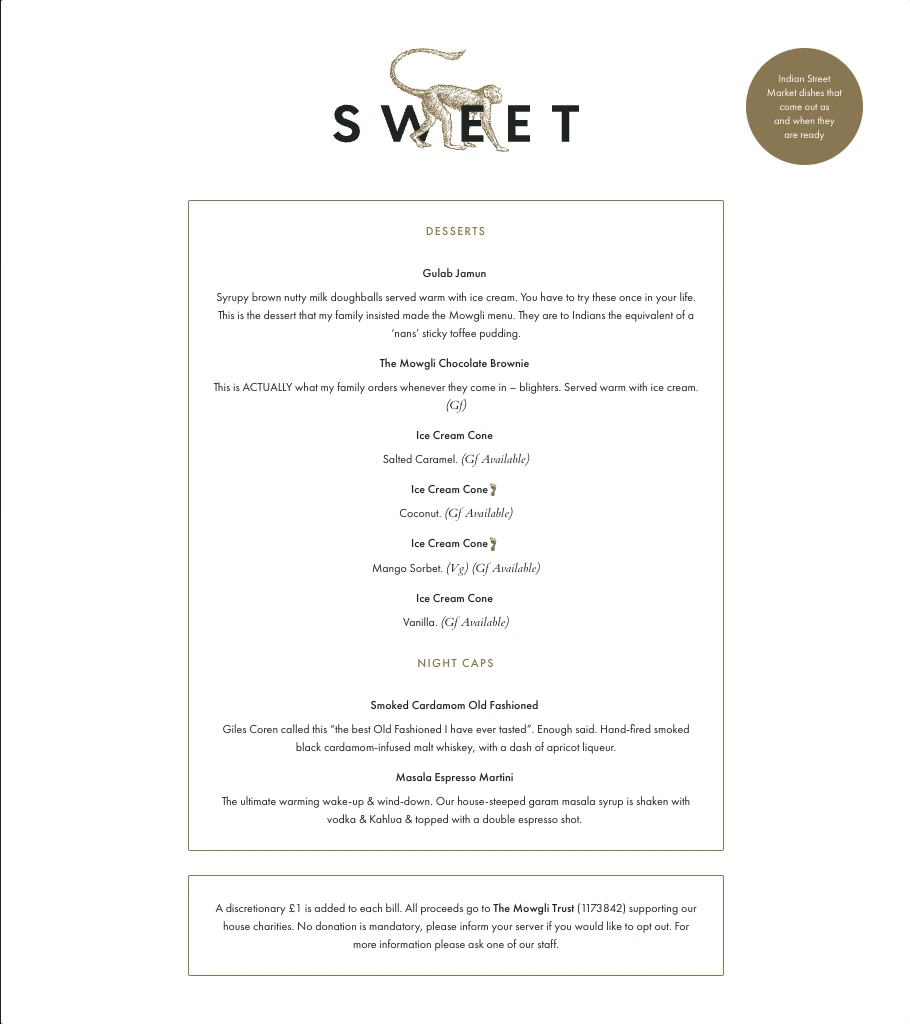 SWEET
Indian Street
Market dishes that
come out as
and when they
are ready
DESSERTS
Gulab Jamun
Syrupy brown nutty milk doughballs served warm with ice cream. You have to try these once in your life.
This is the dessert that my family insisted made the Mowgli menu. They are to Indians the equivalent of a
‘nans’ sticky toffee pudding.
The Mowgli Chocolate Brownie
This is ACTUALLY what my family orders whenever they come in – blighters. Served warm with ice cream.
(Gf)
Ice Cream Cone
Salted Caramel. (Gf Available)
Ice Cream Cone
Coconut. (Gf Available)
Ice Cream Cone
Mango Sorbet. (Vg) (Gf Available)
Ice Cream Cone
Vanilla. (Gf Available)
NIGHT CAPS
Smoked Cardamom Old Fashioned
Giles Coren called this “the best Old Fashioned I have ever tasted”. Enough said. Hand-fired smoked
black cardamom-infused malt whiskey, with a dash of apricot liqueur.
Masala Espresso Martini
The ultimate warming wake-up & wind-down. Our house-steeped garam masala syrup is shaken with
vodka & Kahlua & topped with a double espresso shot.
A discretionary £1 is added to each bill. All proceeds go to The Mowgli Trust (1173842) supporting our
house charities. No donation is mandatory, please inform your server if you would like to opt out. For
more information please ask one of our staff.